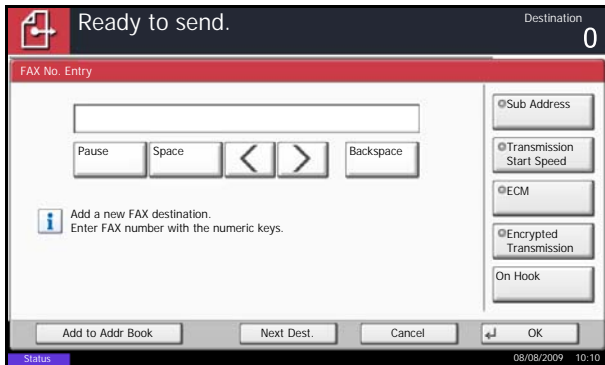 Ready to send.
Destination
0
FAX No. Entry
Pause
Space
Backspace
Add a new FAX destination.
Enter FAX number with the numeric keys.
Sub Address
Transmission
Start Speed
ECM
Encrypted
Transmission
On Hook
Add to Addr Book
Next Dest.
Cancel
OK
Status
08/08/2009 10:10